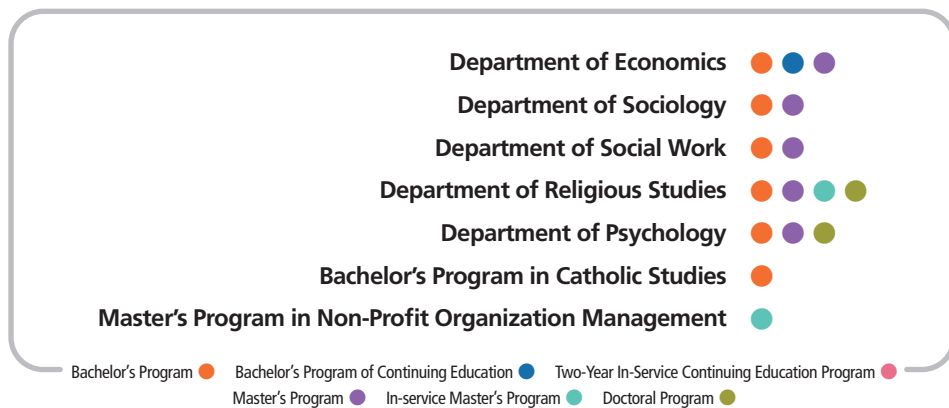 Department of Economics
Department of Sociology
Department of Social Work
Department of Religious Studies
Department of Psychology
Bachelor’s Program in Catholic Studies
Master’s Program in Non-Profit Organization Management
Bachelor’s Program Bachelor’s Program of Continuing Education Two-Year In-Service Continuing Education Program
Master’s Program In-service Master’s Program Doctoral Program